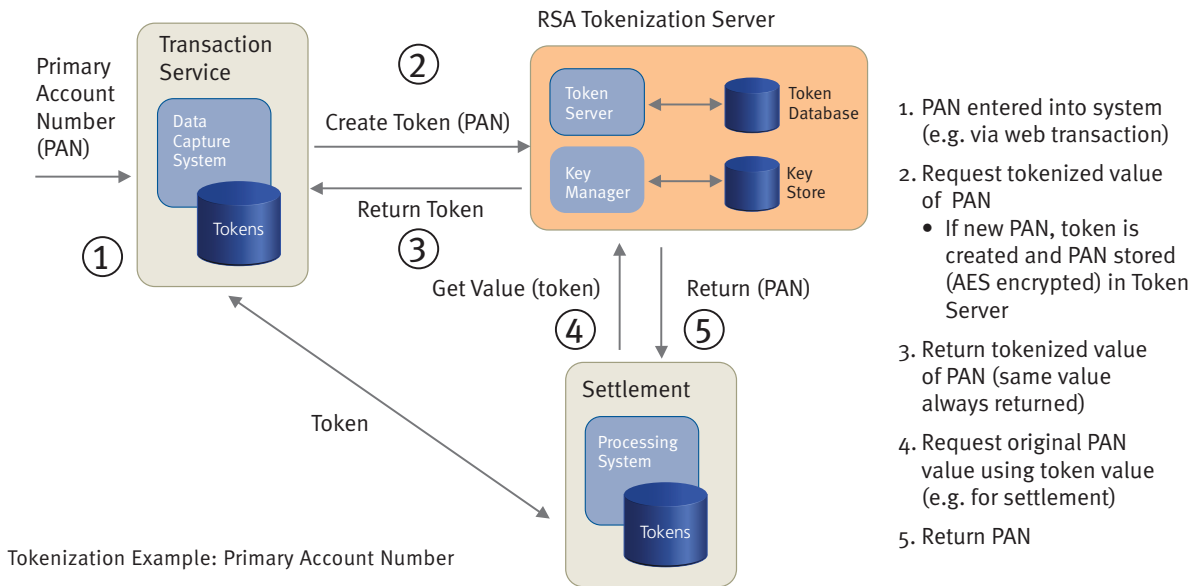 RSA Tokenization Server
Transaction
Service
Primary
Account
Number
(PAN)
Data
Capture
System
Tokens
1
2
Create Token (PAN)
Return Token
3
Token
Server
Token
Database
Key
Manager
Key
Store
Get Value (token)
4
Return (PAN)
5
Settlement
Processing
System
Tokens
Token
1. PAN entered into system
(e.g. via web transaction)
2. Request tokenized value
of PAN
• If new PAN, token is
created and PAN stored
(AES encrypted) in Token
Server
3. Return tokenized value
of PAN (same value
always returned)
4. Request original PAN
value using token value
(e.g. for settlement)
5. Return PAN
Tokenization Example: Primary Account Number